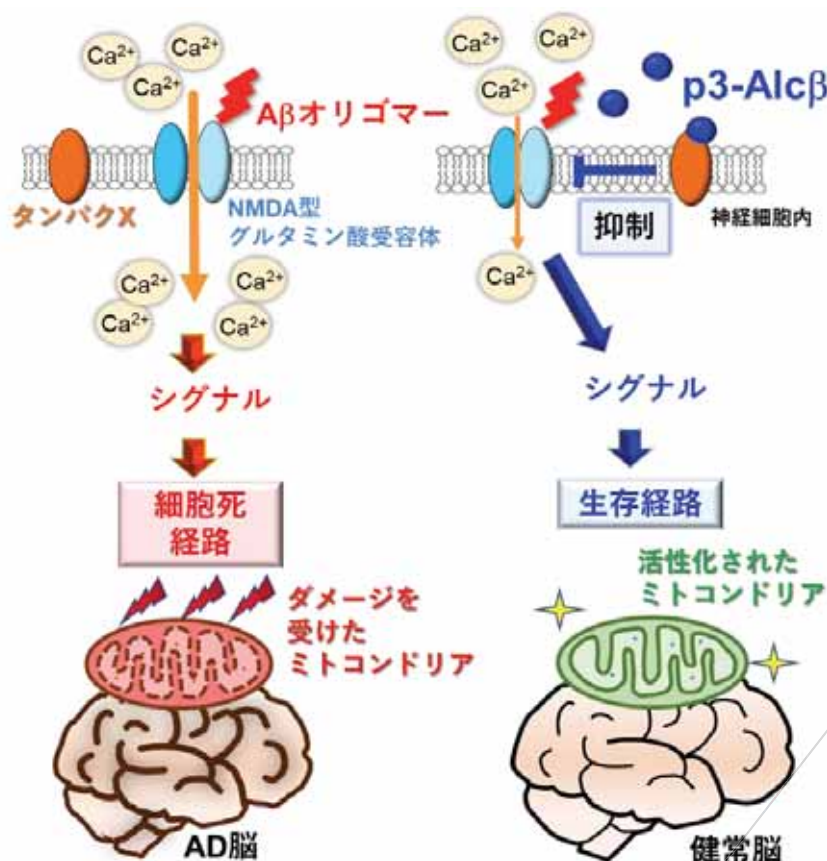 Ca²⁺
Ca²⁺
Ca²⁺
Aβオリゴマー
タンパクX
NMDA型
グルタミン酸受容体
Ca²⁺
Ca²⁺
Ca²⁺
Ca²⁺
シグナル
細胞死
経路
ダメージを
受けた
ミトコンドリア
AD脳
Ca²⁺
Ca²⁺
Ca²⁺
p3-Alcβ
抑制
神経細胞内
Ca²⁺
シグナル
生存経路
活性化された
ミトコンドリア
健常脳